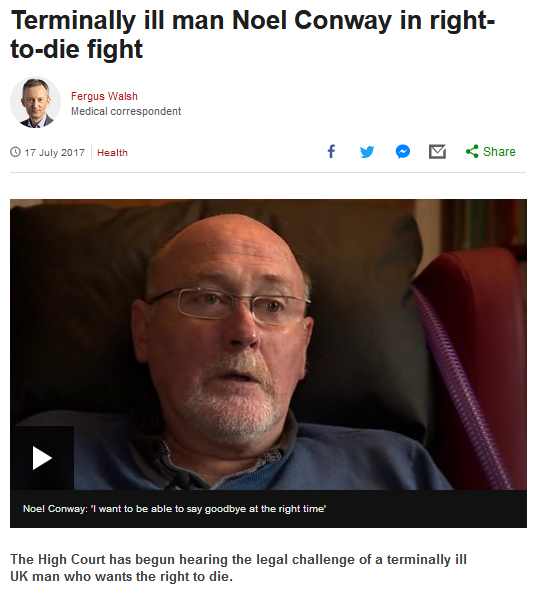 Terminally ill man Noel Conway in right-
to-die fight
Fergus Walsh
Medical correspondent
17 July 2017 Health
Share
Noel Conway: 'I want to be able to say goodbye at the right time'
The High Court has begun hearing the legal challenge of a terminally ill
UK man who wants the right to die.